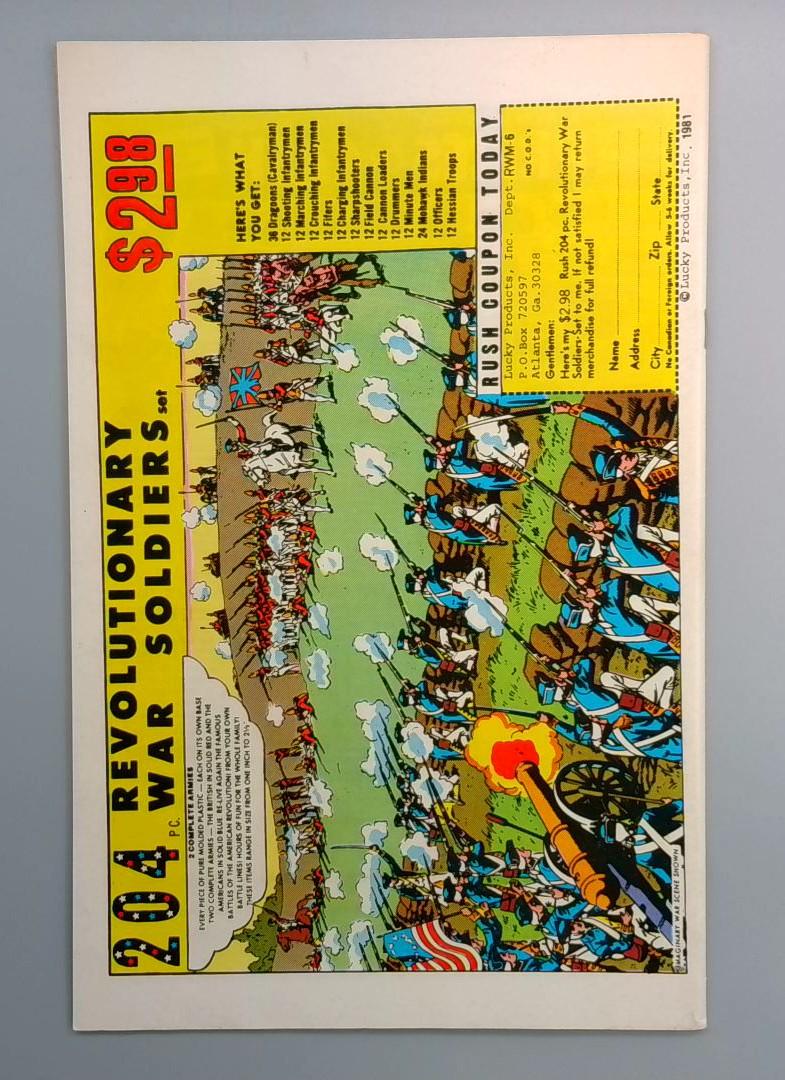 204 PC. REVOLUTIONARY
WAR SOLDIERS set
$2.98
2 COMPLETE ARMIES
EVERY PIECE OF PURE MOLDED PLASTIC — EACH ON ITS OWN BASE
TWO COMPLETE ARMIES — THE BRITISH IN SOLID RED AND THE
AMERICANS IN SOLID BLUE. RE-LIVE AGAIN THE FAMOUS
BATTLES OF THE AMERICAN REVOLUTION! FROM YOUR OWN
BATTLE LINES! HOURS OF FUN FOR THE WHOLE FAMILY!
THESE ITEMS RANGE IN SIZE FROM ONE INCH TO 2½"
HERE'S WHAT
YOU GET:
36 Dragoons (Cavalryman)
12 Shooting Infantrymen
12 Marching Infantrymen
12 Crouching Infantrymen
12 Fifers
12 Charging Infantrymen
12 Sharpshooters
12 Field Cannon
12 Cannon Leaders
12 Drummers
12 Minute Men
24 Mohawk Indians
12 Officers
12 Hessian Troops
RUSH COUPON TODAY
Lucky Products, Inc. Dept. RWM-6
P.O.Box 720597 NO C.O.D.'s
Atlanta, Ga. 30328
Gentlemen:
Here's my $2.98 Rush 204 pc. Revolutionary War
Soldiers-Set to me. If not satisfied I may return
merchandise for full refund!
Name
Address
City Zip State
No Canadian or Foreign orders. Allow 5-6 weeks for delivery.
© Lucky Products, Inc. 1981
IMAGINARY WAR SCENE SHOWN